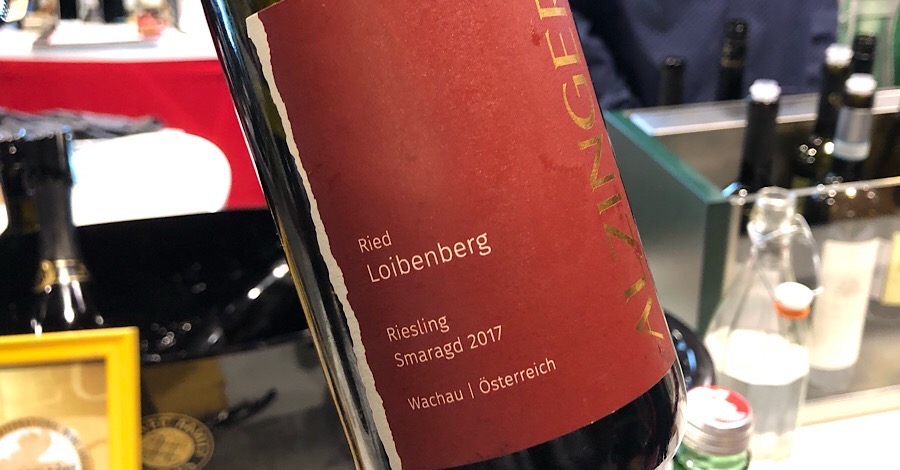 Ried
Loibenberg
Riesling
Smaragd 2017
Wachau | Österreich
ALZINGER